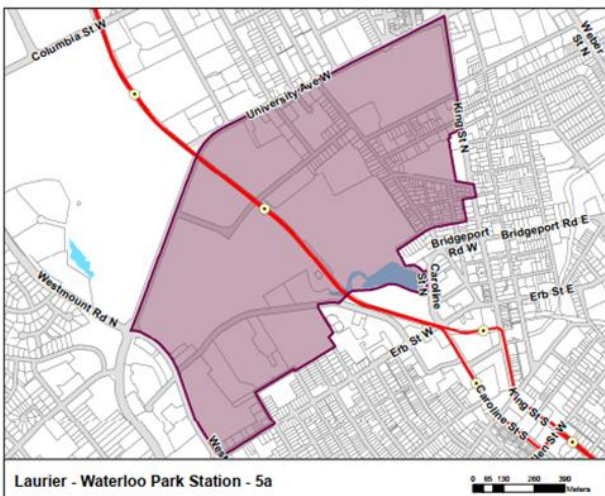 Columbia St W
University Ave W
King St N
Weber St N
Bridgeport Rd W
Bridgeport Rd E
Caroline St N
Westmount Rd N
Erb St E
Erb St W
King St S
Caroline St S
West
Laurier - Waterloo Park Station - 5a
0 65 130 260 390
Meters